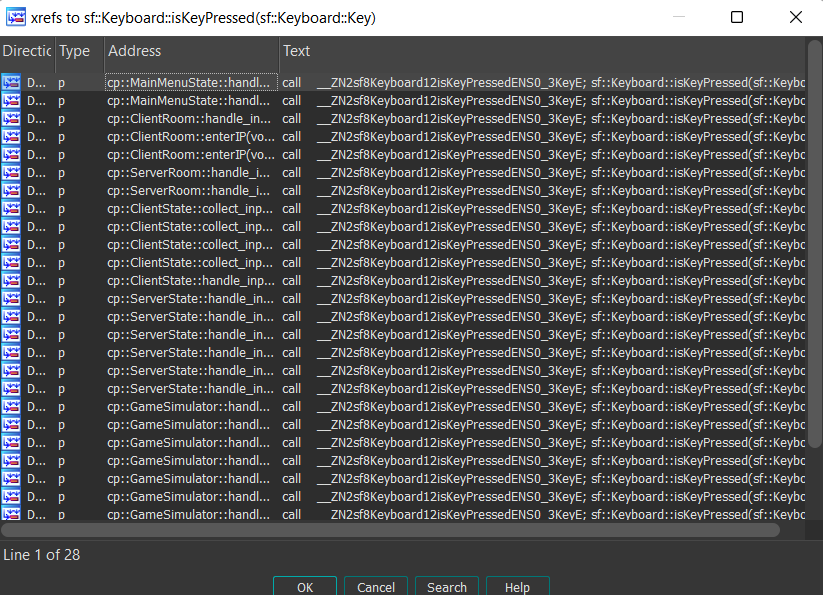 xrefs to sf::Keyboard::isKeyPressed(sf::Keyboard::Key)
Directic Type Address Text
D... p cp::MainMenuState::handl... call __ZN2sf8Keyboard12isKeyPressedENS0_3KeyE; sf::Keyboard::isKeyPressed(sf::Keybo
D... p cp::MainMenuState::handl... call __ZN2sf8Keyboard12isKeyPressedENS0_3KeyE; sf::Keyboard::isKeyPressed(sf::Keybo
D... p cp::ClientRoom::handle_in... call __ZN2sf8Keyboard12isKeyPressedENS0_3KeyE; sf::Keyboard::isKeyPressed(sf::Keybo
D... p cp::ClientRoom::enterIP(vo... call __ZN2sf8Keyboard12isKeyPressedENS0_3KeyE; sf::Keyboard::isKeyPressed(sf::Keybo
D... p cp::ClientRoom::enterIP(vo... call __ZN2sf8Keyboard12isKeyPressedENS0_3KeyE; sf::Keyboard::isKeyPressed(sf::Keybo
D... p cp::ServerRoom::handle_i... call __ZN2sf8Keyboard12isKeyPressedENS0_3KeyE; sf::Keyboard::isKeyPressed(sf::Keybo
D... p cp::ServerRoom::handle_i... call __ZN2sf8Keyboard12isKeyPressedENS0_3KeyE; sf::Keyboard::isKeyPressed(sf::Keybo
D... p cp::ClientState::collect_inp... call __ZN2sf8Keyboard12isKeyPressedENS0_3KeyE; sf::Keyboard::isKeyPressed(sf::Keybo
D... p cp::ClientState::collect_inp... call __ZN2sf8Keyboard12isKeyPressedENS0_3KeyE; sf::Keyboard::isKeyPressed(sf::Keybo
D... p cp::ClientState::collect_inp... call __ZN2sf8Keyboard12isKeyPressedENS0_3KeyE; sf::Keyboard::isKeyPressed(sf::Keybo
D... p cp::ClientState::collect_inp... call __ZN2sf8Keyboard12isKeyPressedENS0_3KeyE; sf::Keyboard::isKeyPressed(sf::Keybo
D... p cp::ClientState::handle_inp... call __ZN2sf8Keyboard12isKeyPressedENS0_3KeyE; sf::Keyboard::isKeyPressed(sf::Keybo
D... p cp::ServerState::handle_in... call __ZN2sf8Keyboard12isKeyPressedENS0_3KeyE; sf::Keyboard::isKeyPressed(sf::Keybo
D... p cp::ServerState::handle_in... call __ZN2sf8Keyboard12isKeyPressedENS0_3KeyE; sf::Keyboard::isKeyPressed(sf::Keybo
D... p cp::ServerState::handle_in... call __ZN2sf8Keyboard12isKeyPressedENS0_3KeyE; sf::Keyboard::isKeyPressed(sf::Keybo
D... p cp::ServerState::handle_in... call __ZN2sf8Keyboard12isKeyPressedENS0_3KeyE; sf::Keyboard::isKeyPressed(sf::Keybo
D... p cp::ServerState::handle_in... call __ZN2sf8Keyboard12isKeyPressedENS0_3KeyE; sf::Keyboard::isKeyPressed(sf::Keybo
D... p cp::ServerState::handle_in... call __ZN2sf8Keyboard12isKeyPressedENS0_3KeyE; sf::Keyboard::isKeyPressed(sf::Keybo
D... p cp::GameSimulator::handl... call __ZN2sf8Keyboard12isKeyPressedENS0_3KeyE; sf::Keyboard::isKeyPressed(sf::Keybo
D... p cp::GameSimulator::handl... call __ZN2sf8Keyboard12isKeyPressedENS0_3KeyE; sf::Keyboard::isKeyPressed(sf::Keybo
D... p cp::GameSimulator::handl... call __ZN2sf8Keyboard12isKeyPressedENS0_3KeyE; sf::Keyboard::isKeyPressed(sf::Keybo
D... p cp::GameSimulator::handl... call __ZN2sf8Keyboard12isKeyPressedENS0_3KeyE; sf::Keyboard::isKeyPressed(sf::Keybo
D... p cp::GameSimulator::handl... call __ZN2sf8Keyboard12isKeyPressedENS0_3KeyE; sf::Keyboard::isKeyPressed(sf::Keybo
D... p cp::GameSimulator::handl... call __ZN2sf8Keyboard12isKeyPressedENS0_3KeyE; sf::Keyboard::isKeyPressed(sf::Keybo
D... p cp::GameSimulator::handl... call __ZN2sf8Keyboard12isKeyPressedENS0_3KeyE; sf::Keyboard::isKeyPressed(sf::Keybo
Line 1 of 28
OK Cancel Search Help